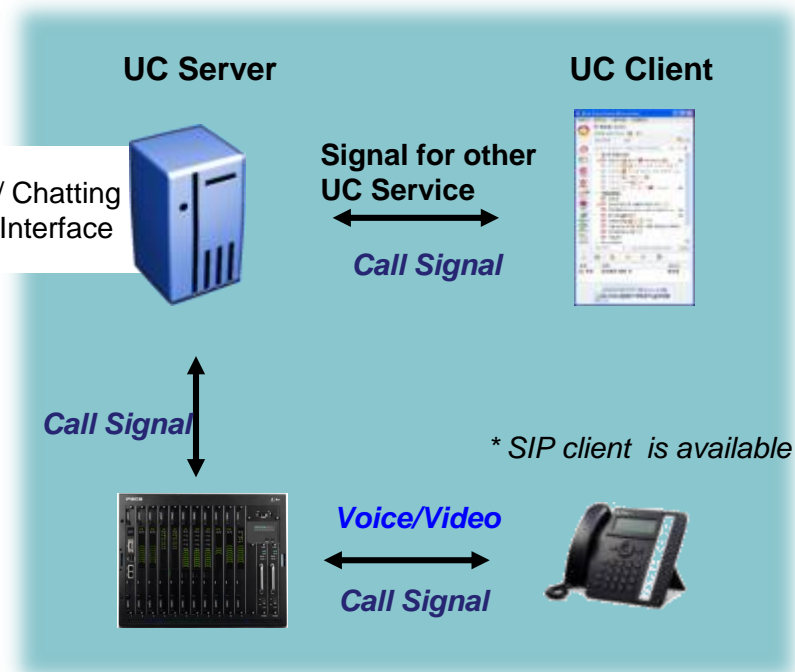 UC Server
UC Client
/ Chatting
Interface
Signal for other
UC Service
Call Signal
Call Signal
* SIP client is available
Voice/Video
Call Signal